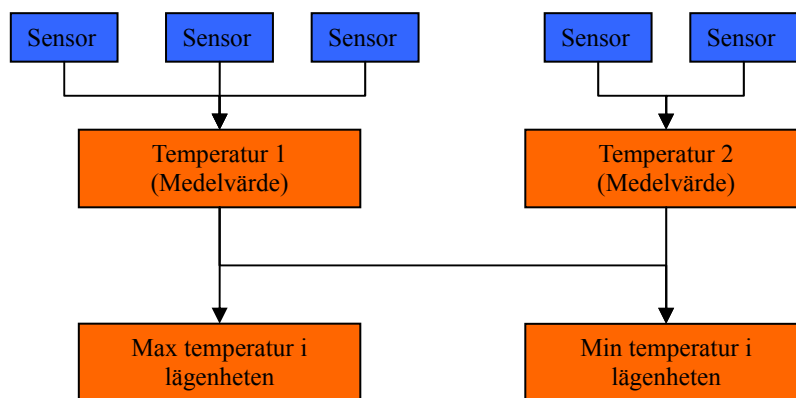 Sensor
Sensor
Sensor
Sensor
Sensor
Temperatur 1
(Medelvärde)
Temperatur 2
(Medelvärde)
Max temperatur i
lägenheten
Min temperatur i
lägenheten